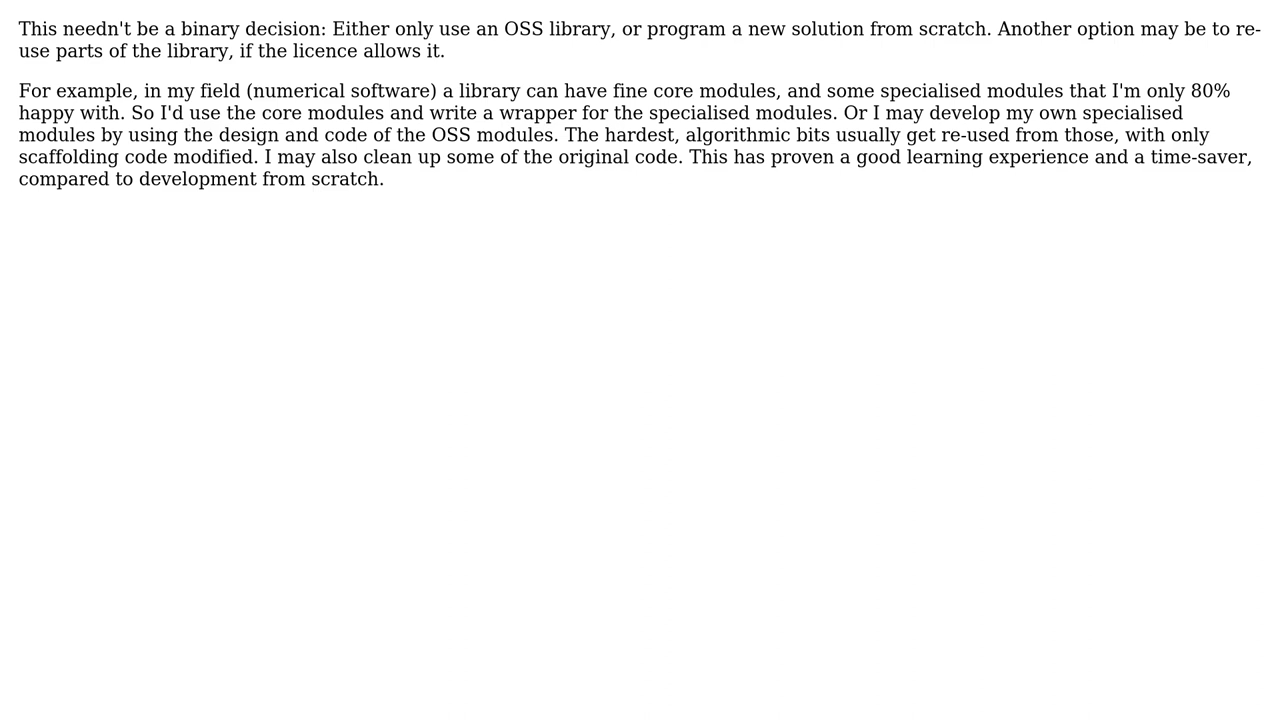 This needn't be a binary decision: Either only use an OSS library, or program a new solution from scratch. Another option may be to re-
use parts of the library, if the licence allows it.
For example, in my field (numerical software) a library can have fine core modules, and some specialised modules that I'm only 80%
happy with. So I'd use the core modules and write a wrapper for the specialised modules. Or I may develop my own specialised
modules by using the design and code of the OSS modules. The hardest, algorithmic bits usually get re-used from those, with only
scaffolding code modified. I may also clean up some of the original code. This has proven a good learning experience and a time-saver,
compared to development from scratch.